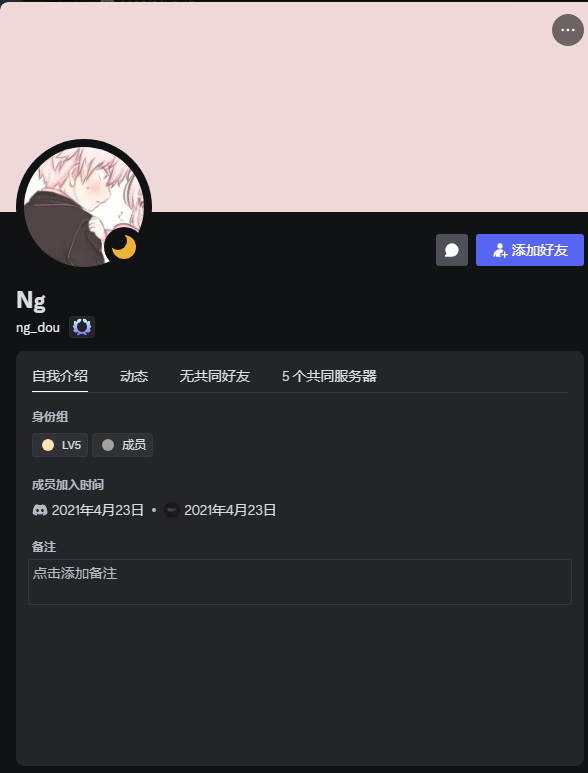 添加好友
Ng
ng_dou
自我介绍 动态 无共同好友 5 个共同服务器
身份组
LV5 成员
成员加入时间
2021年4月23日 • 2021年4月23日
备注
点击添加备注